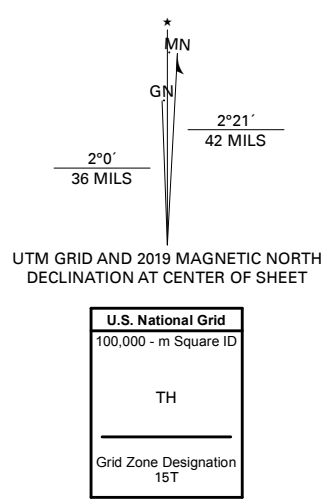 MN
GN
2°21´
42 MILS
2°0´
36 MILS
UTM GRID AND 2019 MAGNETIC NORTH
DECLINATION AT CENTER OF SHEET
U.S. National Grid
100,000 - m Square ID
TH
Grid Zone Designation
15T